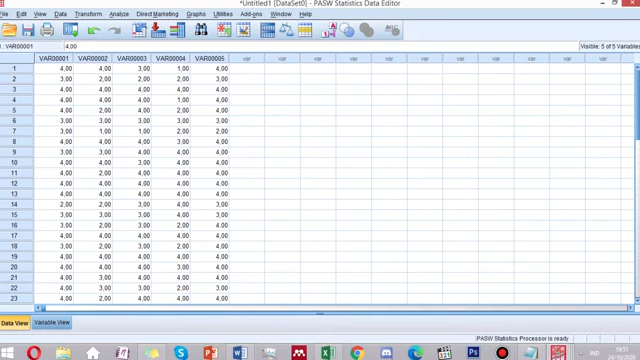 *Untitled1 [DataSet0] - PASW Statistics Data Editor
Edit View Data Transform Analyze Direct Marketing Graphs Utilities Add-ons Window Help
: VAR00001 4,00 Visible: 5 of 5 Variables
VAR00001 VAR00002 VAR00003 VAR00004 VAR00005 var var var var var var var var var var var
1 4,00 4,00 3,00 1,00 4,00
2 3,00 2,00 2,00 2,00 3,00
3 4,00 4,00 4,00 4,00 4,00
4 4,00 4,00 4,00 1,00 4,00
5 4,00 2,00 4,00 2,00 4,00
6 3,00 3,00 3,00 3,00 3,00
7 3,00 1,00 1,00 2,00 2,00
8 4,00 4,00 3,00 4,00 4,00
9 3,00 3,00 4,00 3,00 3,00
10 4,00 4,00 3,00 4,00 4,00
11 4,00 2,00 4,00 4,00 4,00
12 4,00 4,00 4,00 4,00 4,00
13 4,00 4,00 4,00 4,00 4,00
14 2,00 2,00 3,00 4,00 3,00
15 3,00 3,00 3,00 3,00 3,00
16 3,00 2,00 3,00 2,00 4,00
17 4,00 4,00 4,00 4,00 4,00
18 3,00 2,00 3,00 2,00 4,00
19 4,00 4,00 4,00 4,00 4,00
20 4,00 4,00 4,00 3,00 4,00
21 4,00 3,00 4,00 4,00 4,00
22 3,00 3,00 4,00 2,00 3,00
23 4,00 2,00 4,00 4,00 4,00
Data View Variable View
PASW Statistics Processor is ready
IND 19:55
24/10/2020